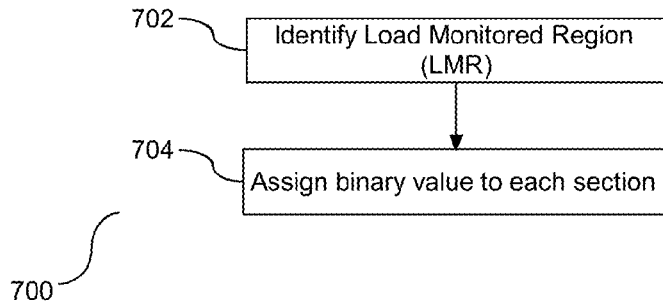 702
Identify Load Monitored Region
(LMR)
704
Assign binary value to each section
700